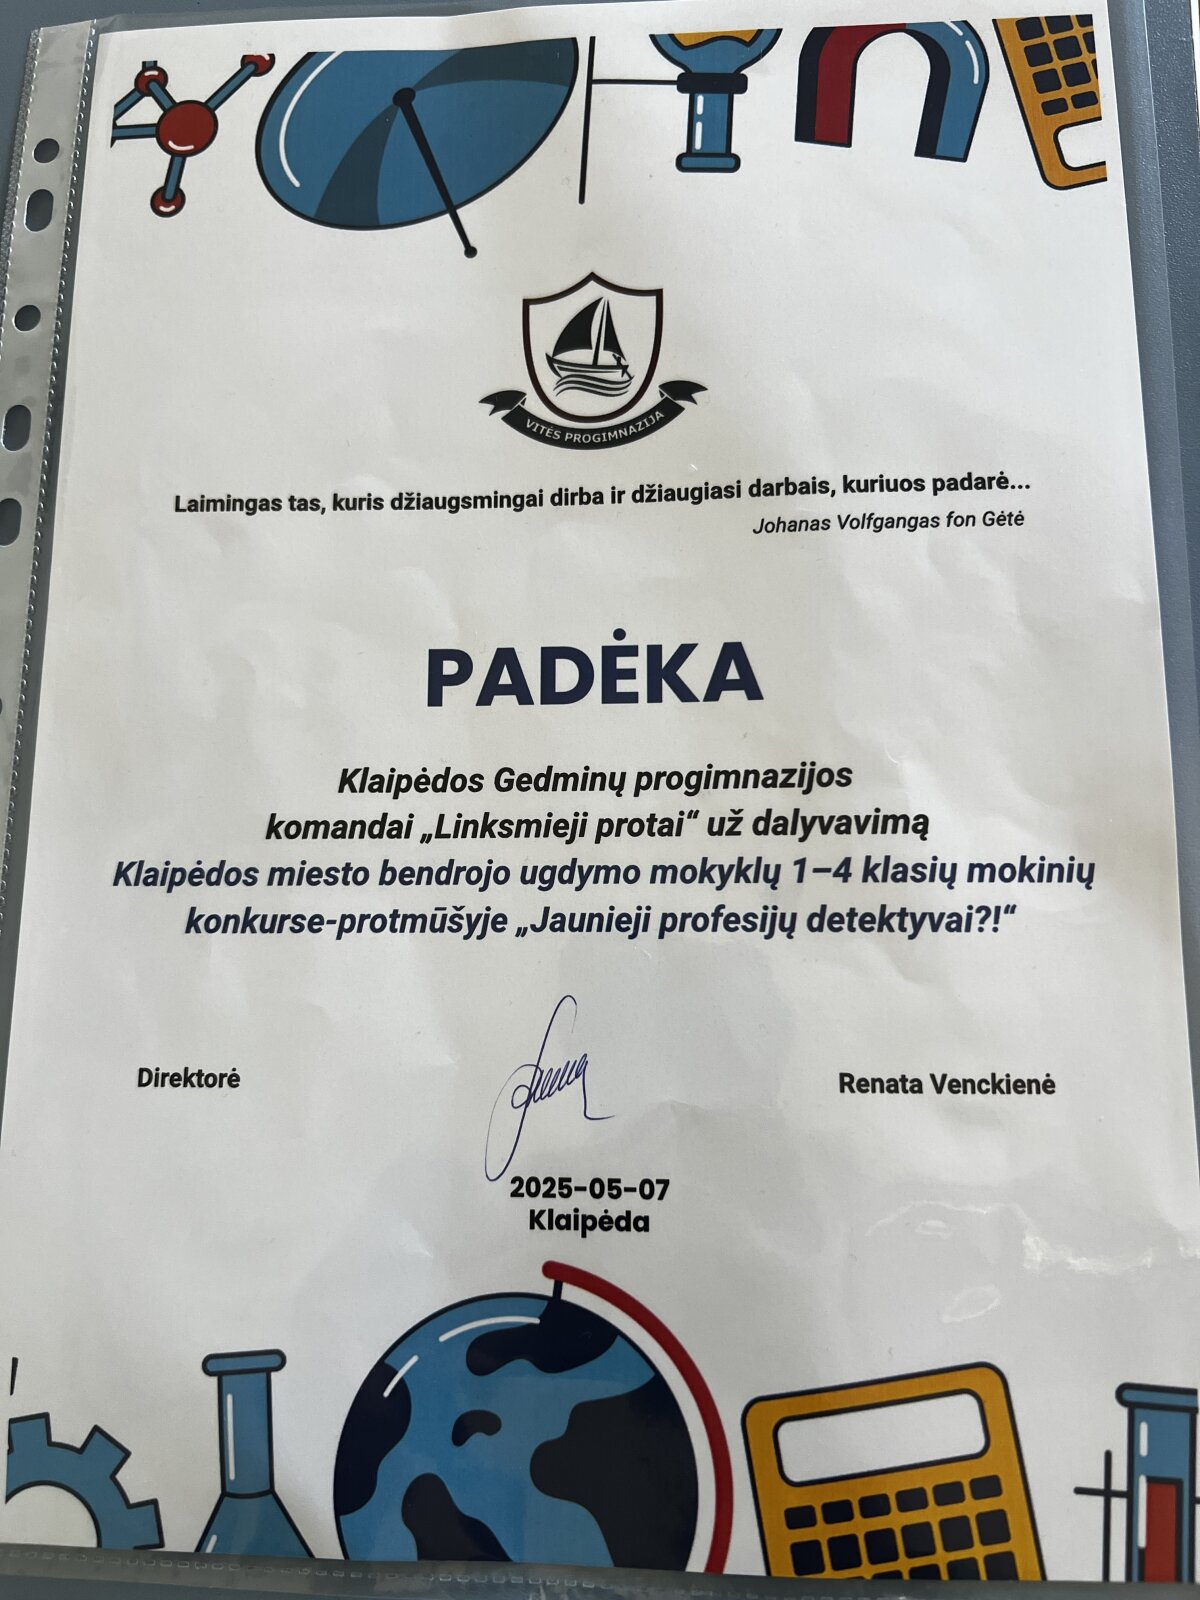 VITĖS PROGIMNAZIJA
Laimingas tas, kuris džiaugsmingai dirba ir džiaugiasi darbais, kuriuos padarė...
Johanas Volfgangas fon Gėtė
PADĖKA
Klaipėdos Gedminų progimnazijos
komandai „Linksmieji protai“ už dalyvavimą
Klaipėdos miesto bendrojo ugdymo mokyklų 1–4 klasių mokinių
konkurse-protmūšyje „Jaunieji profesijų detektyvai?!“
Direktorė
Renata Venckienė
2025-05-07
Klaipėda